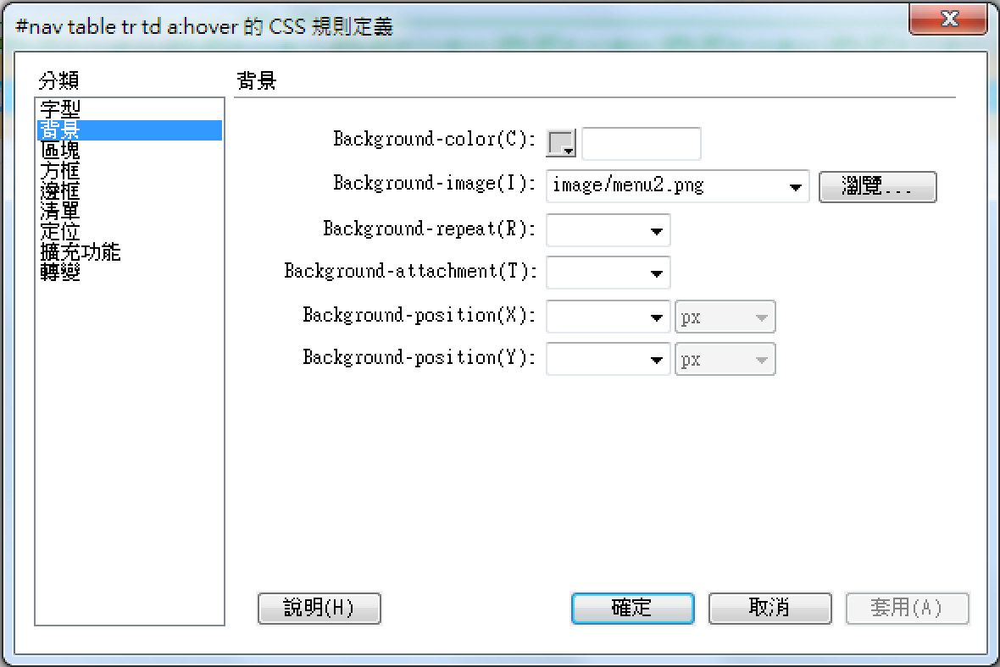 #nav table tr td a:hover 的 CSS 規則定義
分類
字型
背景
區塊
方框
邊框
清單
定位
擴充功能
轉變
背景
Background-color(C):
Background-image(I): image/menu2.png 瀏覽...
Background-repeat(R):
Background-attachment(T):
Background-position(X): px
Background-position(Y): px
說明(H) 確定 取消 套用(A)